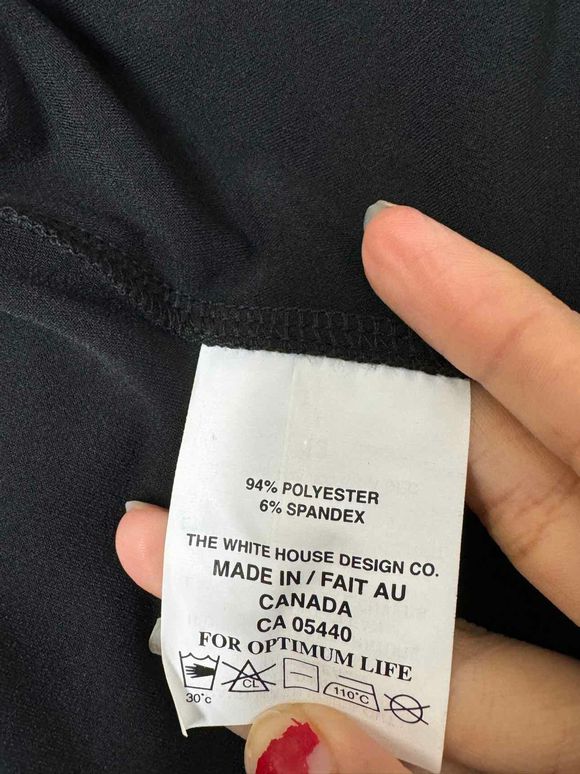 94% POLYESTER
6% SPANDEX
THE WHITE HOUSE DESIGN CO.
MADE IN / FAIT AU
CANADA
CA 05440
FOR OPTIMUM LIFE
30°c CL 110°C